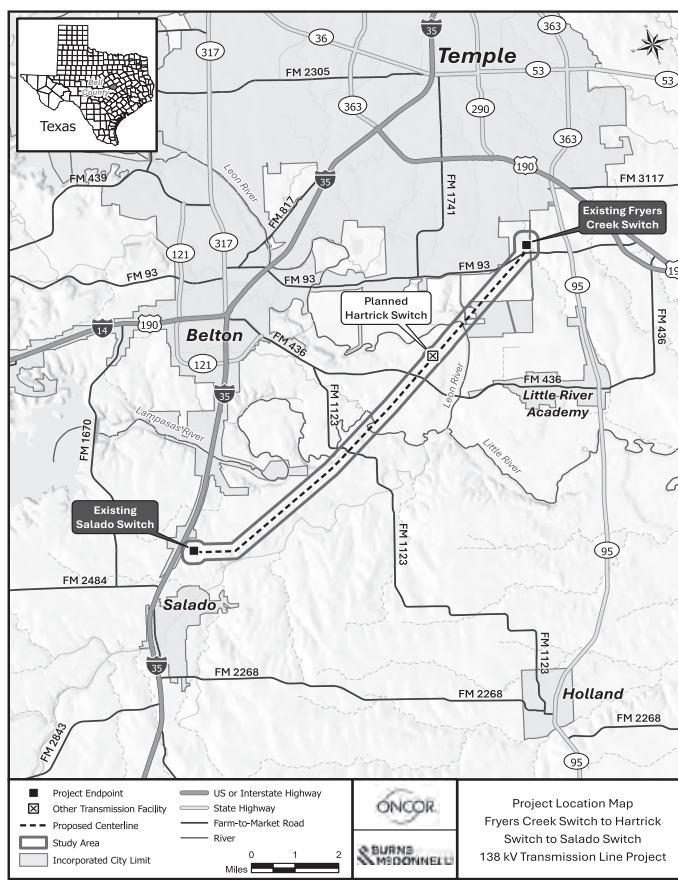 Texas
Bell
County
317
36
35
Temple
FM 2305
53
53
363
290
363
190
FM 439
Leon River
FM 817
35
FM 1741
FM 3117
Existing Fryers
Creek Switch
121
317
FM 93
FM 93
FM 93
95
Planned
Hartrick Switch
14
190
Belton
FM 436
FM 436
121
35
FM 436
Little River
Academy
Leon River
FM 1123
Lampasas River
Little River
FM 1670
Existing
Salado Switch
FM 1123
95
FM 2484
Salado
35
FM 2268
FM 2268
FM 1123
Holland
FM 2268
FM 2843
95
Project Endpoint
Other Transmission Facility
Proposed Centerline
Study Area
Incorporated City Limit
US or Interstate Highway
State Highway
Farm-to-Market Road
River
Miles
0 1 2
ONCOR
BURNS
MCDONNELL
Project Location Map
Fryers Creek Switch to Hartrick
Switch to Salado Switch
138 kV Transmission Line Project